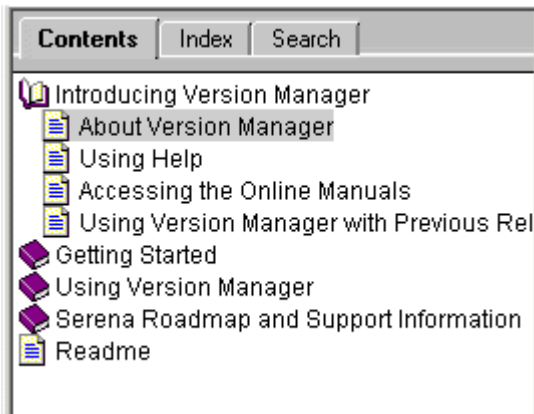 Contents Index Search
Introducing Version Manager
About Version Manager
Using Help
Accessing the Online Manuals
Using Version Manager with Previous Rel
Getting Started
Using Version Manager
Serena Roadmap and Support Information
Readme